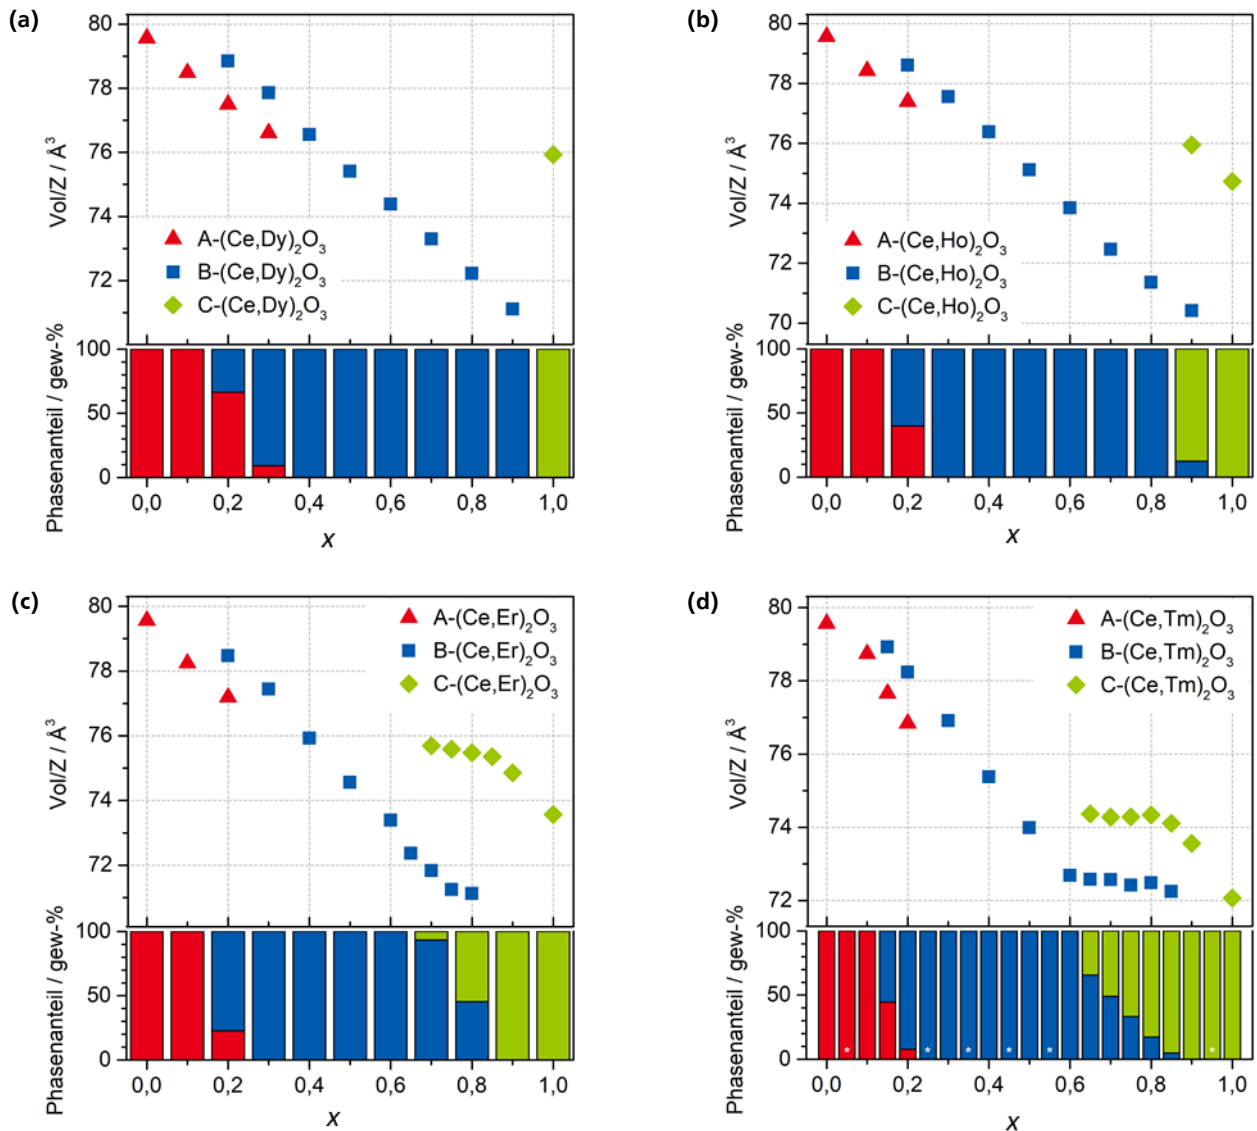 (a)
80
78
76
74
72
Vol/Z / Å³
A-(Ce,Dy)₂O₃
B-(Ce,Dy)₂O₃
C-(Ce,Dy)₂O₃
100
50
0
Phasenanteil / gew-%
0,0 0,2 0,4 0,6 0,8 1,0
x
(b)
80
78
76
74
72
70
Vol/Z / Å³
A-(Ce,Ho)₂O₃
B-(Ce,Ho)₂O₃
C-(Ce,Ho)₂O₃
100
50
0
Phasenanteil / gew-%
0,0 0,2 0,4 0,6 0,8 1,0
x
(c)
80
78
76
74
72
Vol/Z / Å³
A-(Ce,Er)₂O₃
B-(Ce,Er)₂O₃
C-(Ce,Er)₂O₃
100
50
0
Phasenanteil / gew-%
0,0 0,2 0,4 0,6 0,8 1,0
x
(d)
80
78
76
74
72
Vol/Z / Å³
A-(Ce,Tm)₂O₃
B-(Ce,Tm)₂O₃
C-(Ce,Tm)₂O₃
100
50
0
Phasenanteil / gew-%
* * * * * *
0,0 0,2 0,4 0,6 0,8 1,0
x